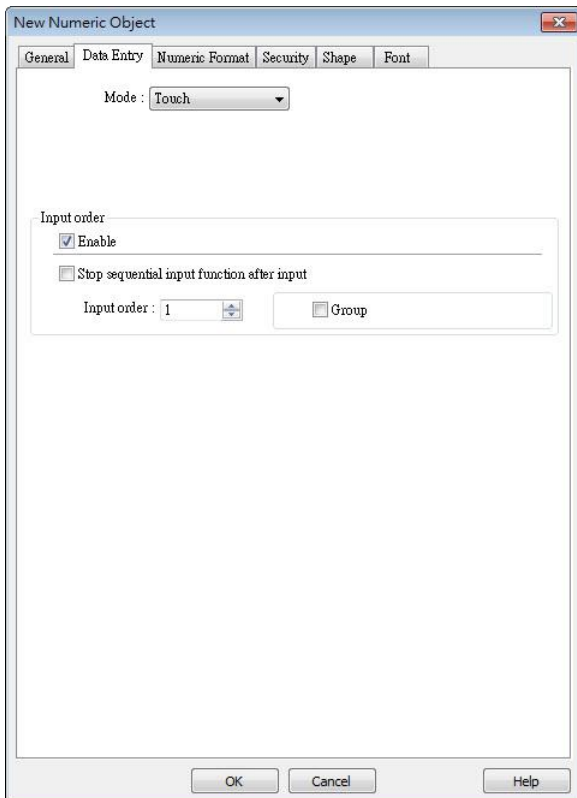 New Numeric Object
General Data Entry Numeric Format Security Shape Font
Mode : Touch
Input order
Enable
Stop sequential input function after input
Input order : 1 Group
OK Cancel Help